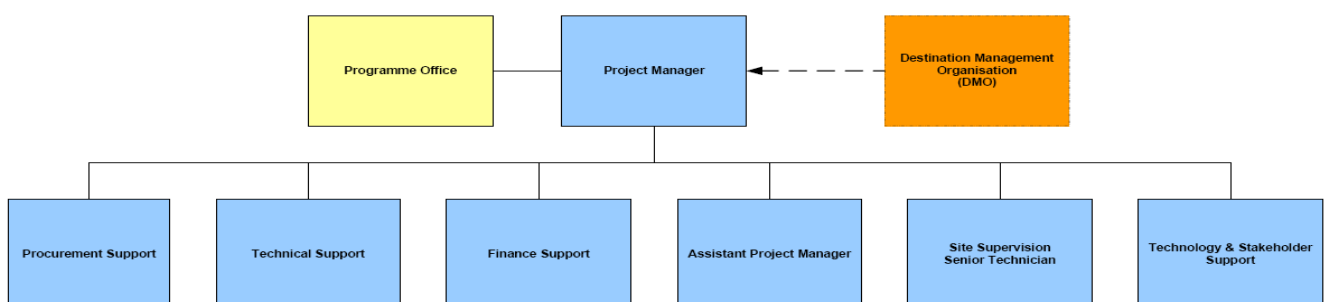 Programme Office
Project Manager
Destination Management
Organisation
(DMO)
Procurement Support
Technical Support
Finance Support
Assistant Project Manager
Site Supervision
Senior Technician
Technology & Stakeholder
Support